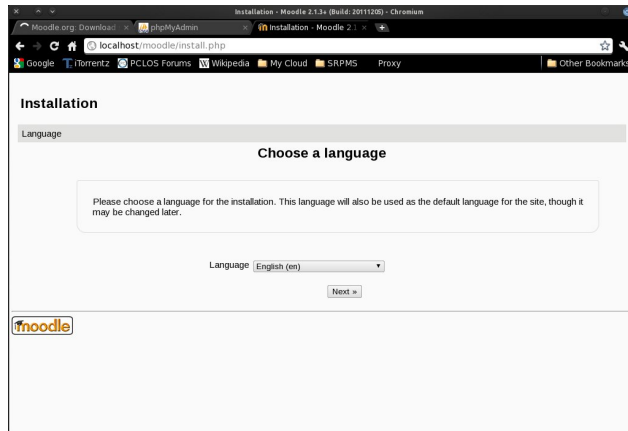 Installation - Moodle 2.1.3+ (Build: 20111205) - Chromium
Moodle.org: Download
phpMyAdmin
Installation - Moodle 2.1
localhost/moodle/install.php
Google
iTorrentz
PCLOS Forums
Wikipedia
My Cloud
SRPMS
Proxy
Other Bookmarks
Installation
Language
Choose a language
Please choose a language for the installation. This language will also be used as the default language for the site, though it
may be changed later.
Language English (en)
Next »
moodle